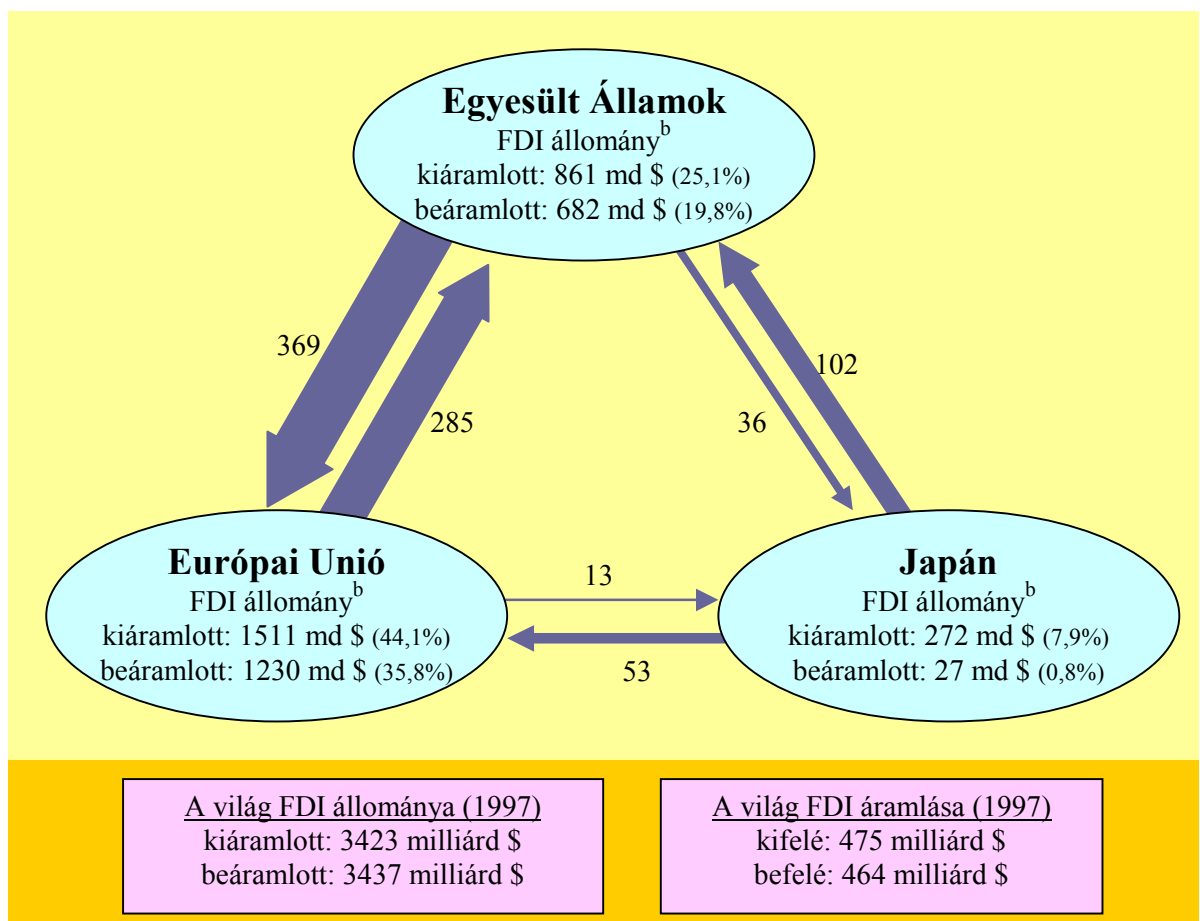 Egyesült Államok
FDI állományᵇ
kiáramlott: 861 md $ (25,1%)
beáramlott: 682 md $ (19,8%)
369
285
36
102
Európai Unió
FDI állományᵇ
kiáramlott: 1511 md $ (44,1%)
beáramlott: 1230 md $ (35,8%)
13
53
Japán
FDI állományᵇ
kiáramlott: 272 md $ (7,9%)
beáramlott: 27 md $ (0,8%)
A világ FDI állománya (1997)
kiáramlott: 3423 milliárd $
beáramlott: 3437 milliárd $
A világ FDI áramlása (1997)
kifelé: 475 milliárd $
befelé: 464 milliárd $